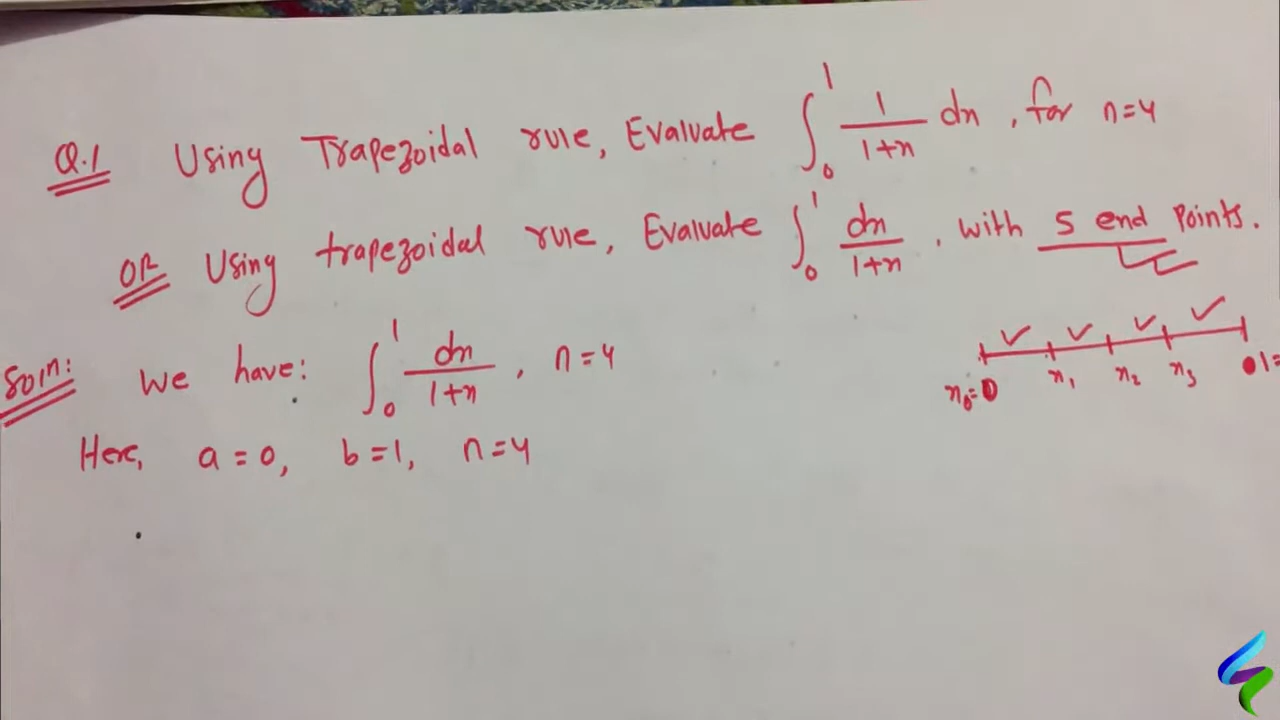 Q.1 Using Trapezoidal rule, Evaluate ∫₀¹ 1/(1+x) dx, for n=4
OR Using trapezoidal rule, Evaluate ∫₀¹ dx/(1+x), with 5 end points.
Soln: We have: ∫₀¹ dx/(1+x), n=4
x₀=0 x₁ x₂ x₃ 1=
Here, a=0, b=1, n=4